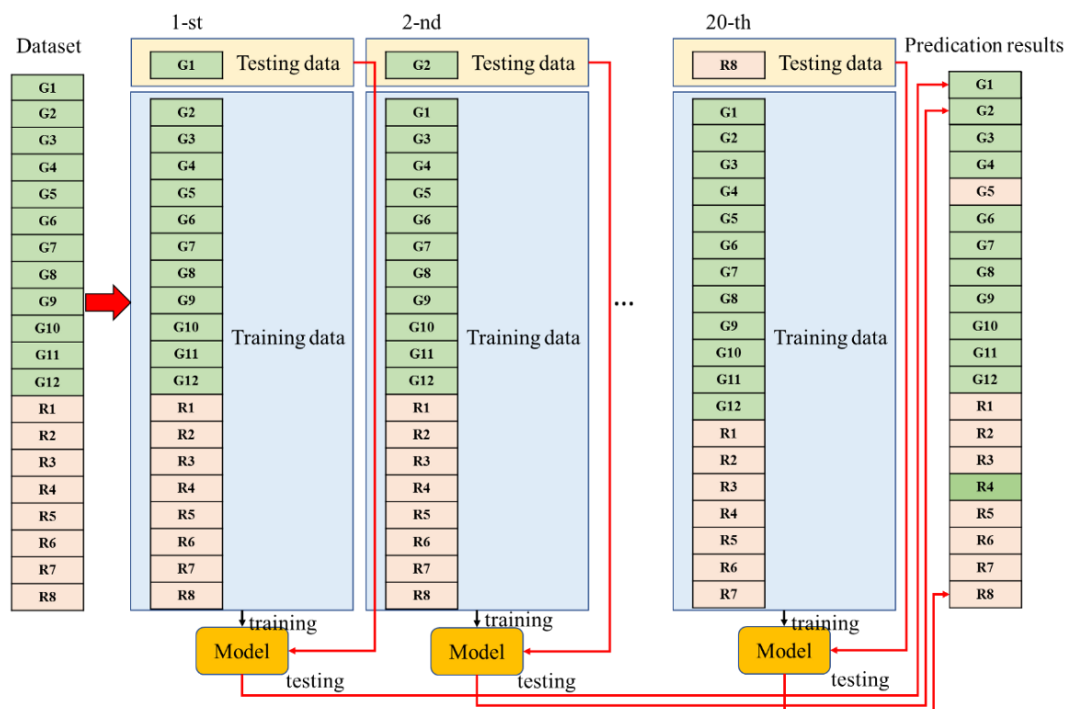 1-st
2-nd
20-th
Dataset
Predication results
G1
G2
G3
G4
G5
G6
G7
G8
G9
G10
G11
G12
R1
R2
R3
R4
R5
R6
R7
R8
G1
Testing data
G2
G3
G4
G5
G6
G7
G8
G9
G10
G11
G12
R1
R2
R3
R4
R5
R6
R7
R8
Training data
training
Model
testing
G2
Testing data
G1
G3
G4
G5
G6
G7
G8
G9
G10
G11
G12
R1
R2
R3
R4
R5
R6
R7
R8
Training data
training
Model
testing
...
R8
Testing data
G1
G2
G3
G4
G5
G6
G7
G8
G9
G10
G11
G12
R1
R2
R3
R4
R5
R6
R7
Training data
training
Model
testing
G1
G2
G3
G4
G5
G6
G7
G8
G9
G10
G11
G12
R1
R2
R3
R4
R5
R6
R7
R8